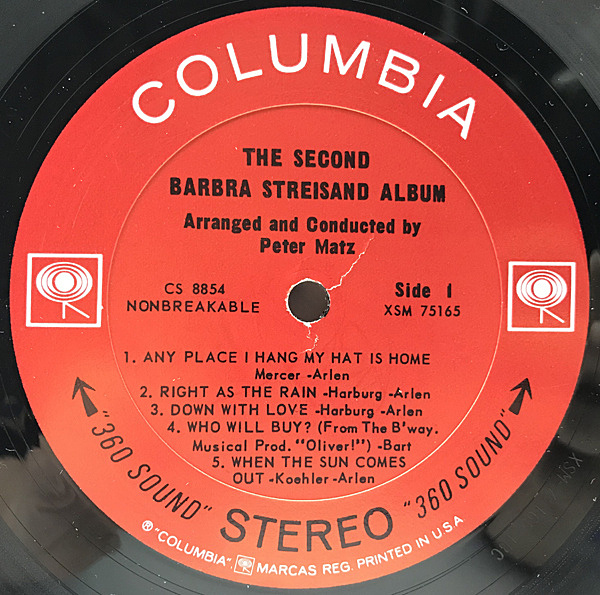 COLUMBIA
THE SECOND
BARBRA STREISAND ALBUM
Arranged and Conducted by
Peter Matz
CS 8854
NONBREAKABLE
Side 1
XSM 75165
1. ANY PLACE I HANG MY HAT IS HOME
Mercer -Arlen
2. RIGHT AS THE RAIN -Harburg -Arlen
3. DOWN WITH LOVE -Harburg -Arlen
4. WHO WILL BUY? (From The B'way.
Musical Prod. "Oliver!") -Bart
5. WHEN THE SUN COMES
OUT -Koehler -Arlen
"360 SOUND" STEREO "360 SOUND"
® "COLUMBIA", MARCAS REG. PRINTED IN U.S.A
XSM